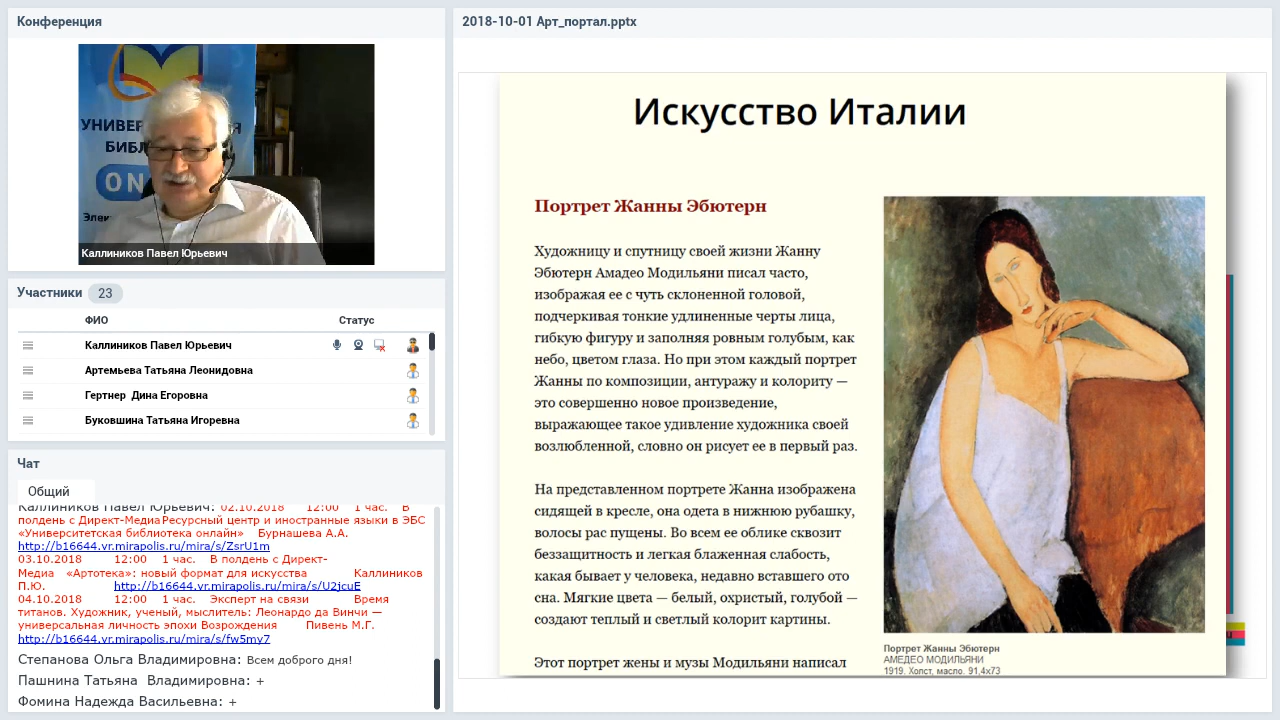 Конференция
УНИВЕР
БИБЛ
ON
Элек
Каллиников Павел Юрьевич
Участники 23
ФИО Статус
Каллиников Павел Юрьевич
Артемьева Татьяна Леонидовна
Гертнер Дина Егоровна
Буковшина Татьяна Игоревна
Чат
Общий
Каллиников Павел Юрьевич: 02.10.2018 12:00 1 час. В
полдень с Директ-МедиаРесурсный центр и иностранные языки в ЭБС
«Университетская библиотека онлайн» Бурнашева А.А.
http://b16644.vr.mirapolis.ru/mira/s/ZsrU1m
03.10.2018 12:00 1 час. В полдень с Директ-
Медиа «Артотека»: новый формат для искусства Каллиников
П.Ю. http://b16644.vr.mirapolis.ru/mira/s/U2jcuE
04.10.2018 12:00 1 час. Эксперт на связи Время
титанов. Художник, ученый, мыслитель: Леонардо да Винчи —
универсальная личность эпохи Возрождения Пивень М.Г.
http://b16644.vr.mirapolis.ru/mira/s/fw5my7
Степанова Ольга Владимировна: Всем доброго дня!
Пашнина Татьяна Владимировна: +
Фомина Надежда Васильевна: +
2018-10-01 Арт_портал.pptx
Искусство Италии
Портрет Жанны Эбютерн
Художницу и спутницу своей жизни Жанну
Эбютерн Амадео Модильяни писал часто,
изображая ее с чуть склоненной головой,
подчеркивая тонкие удлиненные черты лица,
гибкую фигуру и заполняя ровным голубым, как
небо, цветом глаза. Но при этом каждый портрет
Жанны по композиции, антуражу и колориту —
это совершенно новое произведение,
выражающее такое удивление художника своей
возлюбленной, словно он рисует ее в первый раз.
На представленном портрете Жанна изображена
сидящей в кресле, она одета в нижнюю рубашку,
волосы рас пущены. Во всем ее облике сквозит
беззащитность и легкая блаженная слабость,
какая бывает у человека, недавно вставшего ото
сна. Мягкие цвета — белый, охристый, голубой —
создают теплый и светлый колорит картины.
Этот портрет жены и музы Модильяни написал
Портрет Жанны Эбютерн
АМЕДЕО МОДИЛЬЯНИ
1919. Холст, масло. 91,4x73